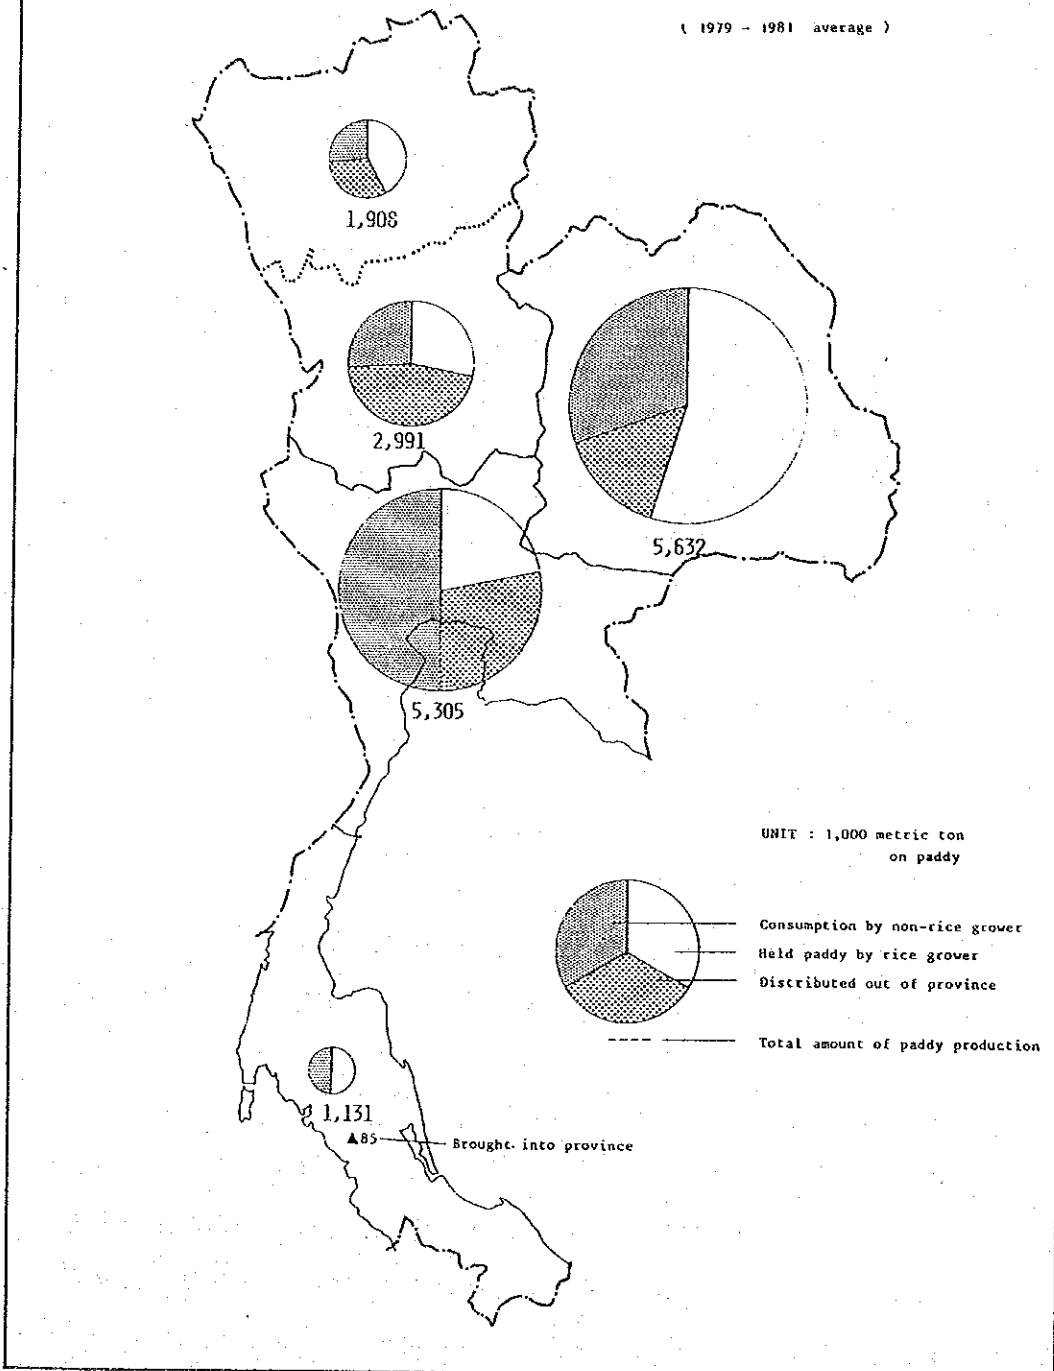 ( 1979 - 1981 average )
1,908
2,991
5,632
5,305
UNIT : 1,000 metric ton
on paddy
Consumption by non-rice grower
Held paddy by rice grower
Distributed out of province
Total amount of paddy production
1,131
▲85
Brought into province